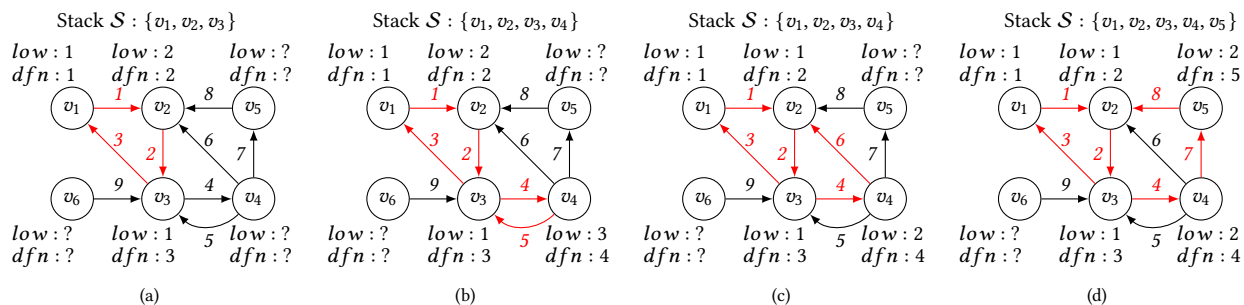 Stack 𝒮 : {v₁, v₂, v₃}
low : 1 low : 2 low : ?
dfn : 1 dfn : 2 dfn : ?
1 8
v₁ v₂ v₅
3 2 6 7
9 4
v₆ v₃ v₄
5
low : ? low : 1 low : ?
dfn : ? dfn : 3 dfn : ?
(a)
Stack 𝒮 : {v₁, v₂, v₃, v₄}
low : 1 low : 2 low : ?
dfn : 1 dfn : 2 dfn : ?
1 8
v₁ v₂ v₅
3 2 6 7
9 4
v₆ v₃ v₄
5
low : ? low : 1 low : 3
dfn : ? dfn : 3 dfn : 4
(b)
Stack 𝒮 : {v₁, v₂, v₃, v₄}
low : 1 low : 2 low : ?
dfn : 1 dfn : 2 dfn : ?
1 8
v₁ v₂ v₅
3 2 6 7
9 4
v₆ v₃ v₄
5
low : ? low : 1 low : 2
dfn : ? dfn : 3 dfn : 4
(c)
Stack 𝒮 : {v₁, v₂, v₃, v₄, v₅}
low : 1 low : 2 low : 2
dfn : 1 dfn : 2 dfn : 5
1 8
v₁ v₂ v₅
3 2 6 7
9 4
v₆ v₃ v₄
5
low : ? low : 1 low : 2
dfn : ? dfn : 3 dfn : 4
(d)